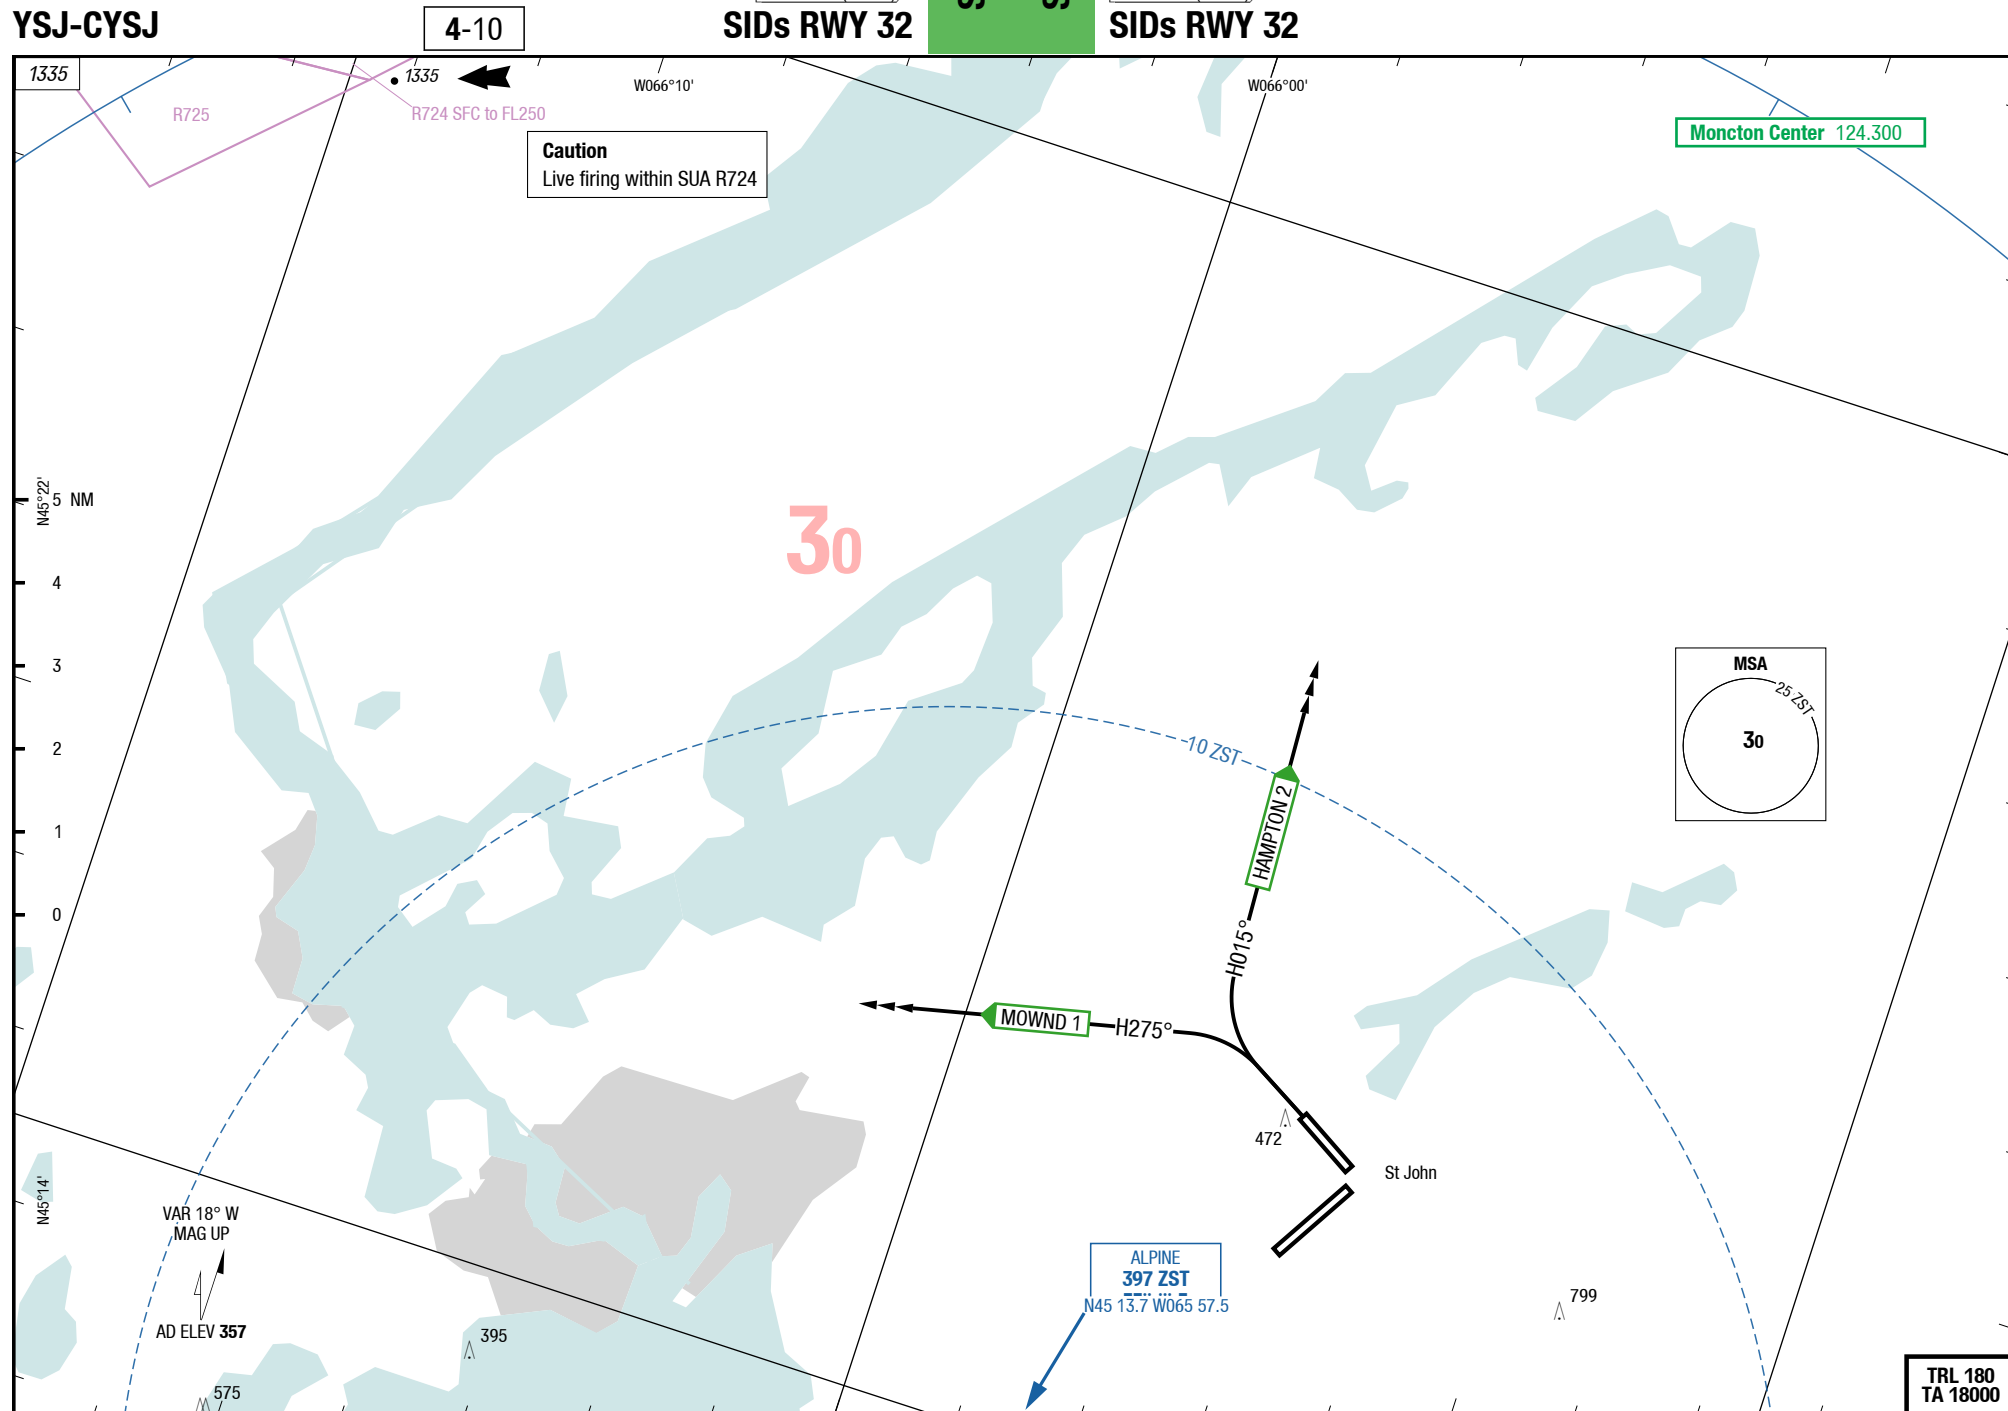 YSJ-CYSJ
4-10
SIDs RWY 32
SIDs RWY 32
1335
1335
W066°10'
W066°00'
R725
R724 SFC to FL250
Moncton Center 124.300
Caution
Live firing within SUA R724
N45°22'
5 NM
30
4
3
MSA
25 ZST
30
2
10 ZST
HAMPTON 2
1
0
H015°
MOWND 1
H275°
472
St John
N45°14'
VAR 18° W
MAG UP
ALPINE
397 ZST
N45 13.7 W065 57.5
799
AD ELEV 357
395
575
TRL 180
TA 18000